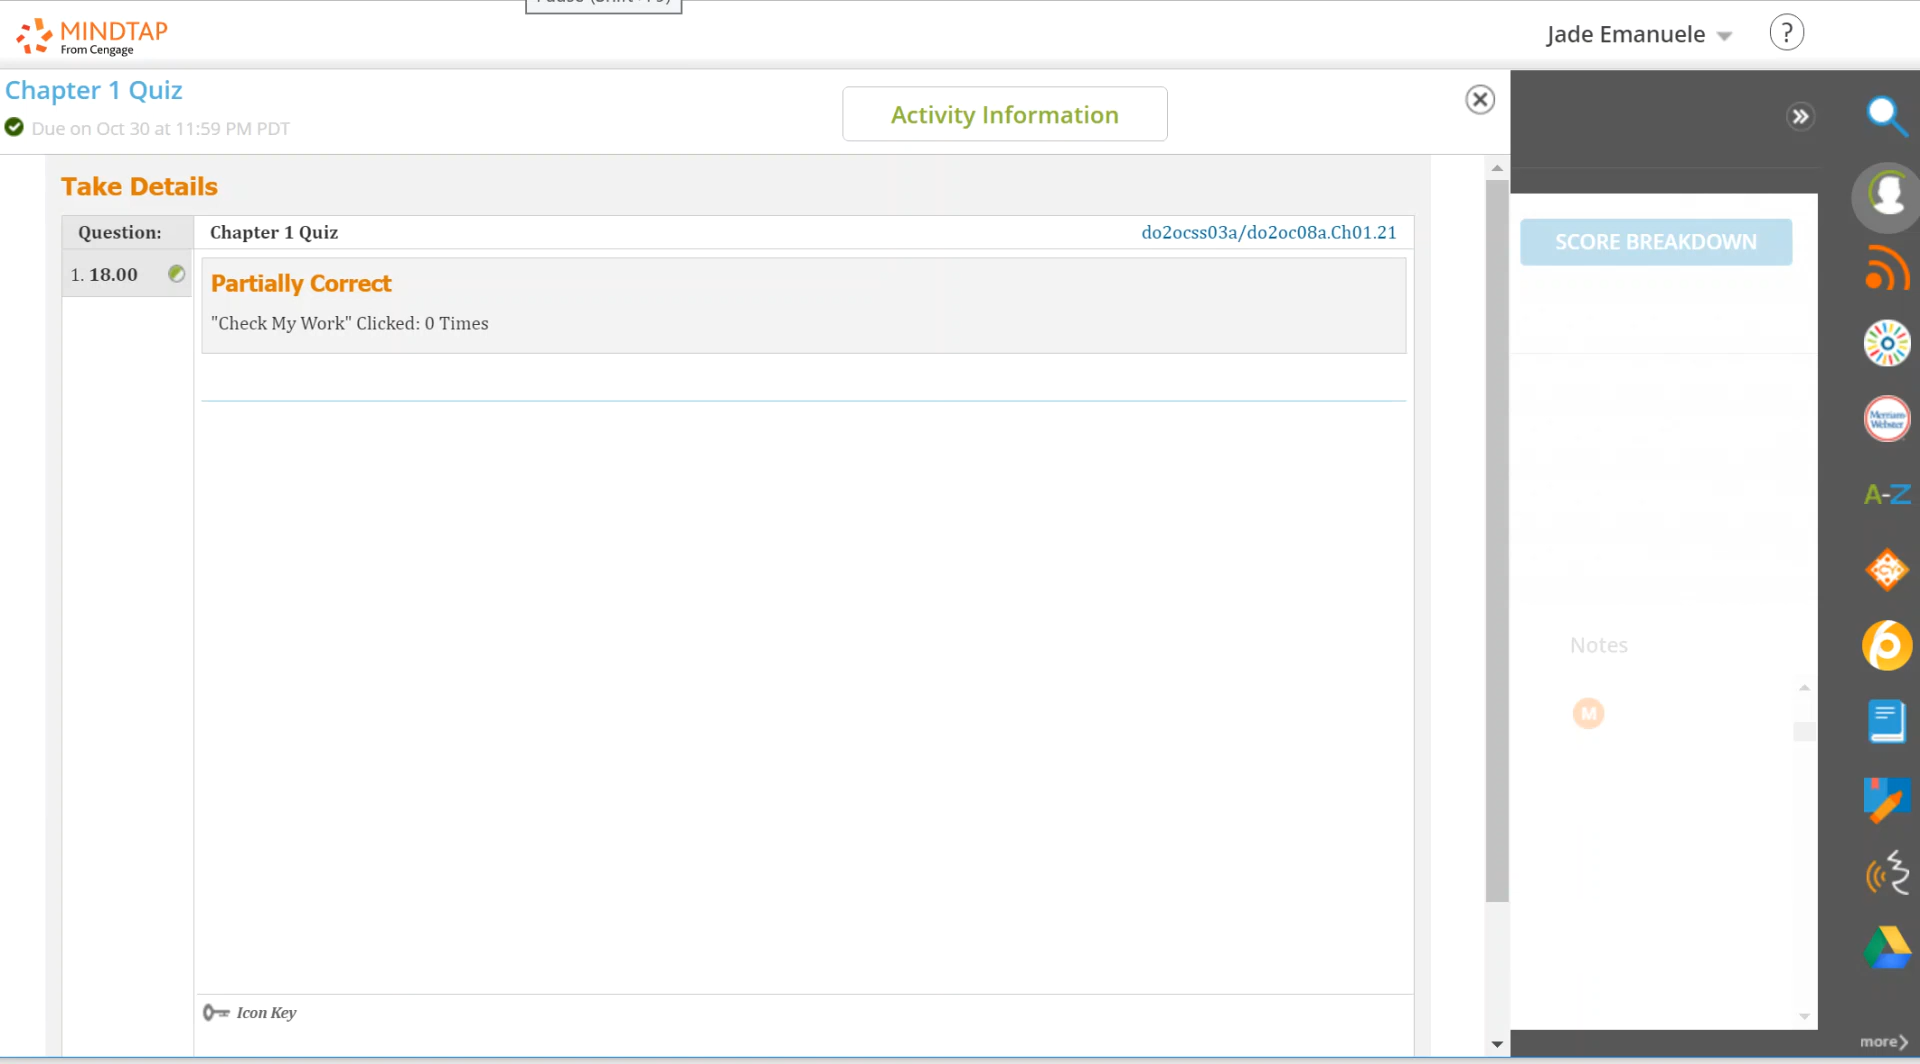 MINDTAP
From Cengage
Jade Emanuele
?
Chapter 1 Quiz
Due on Oct 30 at 11:59 PM PDT
Activity Information
Take Details
Question:
Chapter 1 Quiz
do2ocss03a/do2oc08a.Ch01.21
1. 18.00
Partially Correct
"Check My Work" Clicked: 0 Times
Icon Key
SCORE BREAKDOWN
Notes
M
Merriam-
Webster
A-Z
more